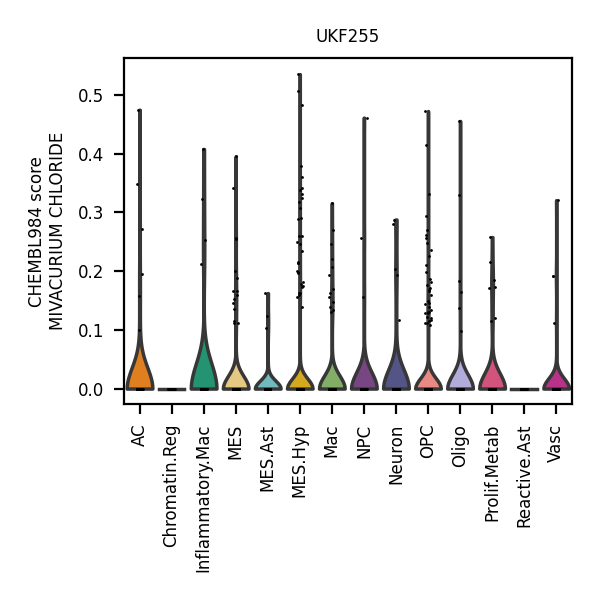 UKF255
CHEMBL984 score
MIVACURIUM CHLORIDE
0.5
0.4
0.3
0.2
0.1
0.0
AC
Chromatin.Reg
Inflammatory.Mac
MES
MES.Ast
MES.Hyp
Mac
NPC
Neuron
OPC
Oligo
Prolif.Metab
Reactive.Ast
Vasc